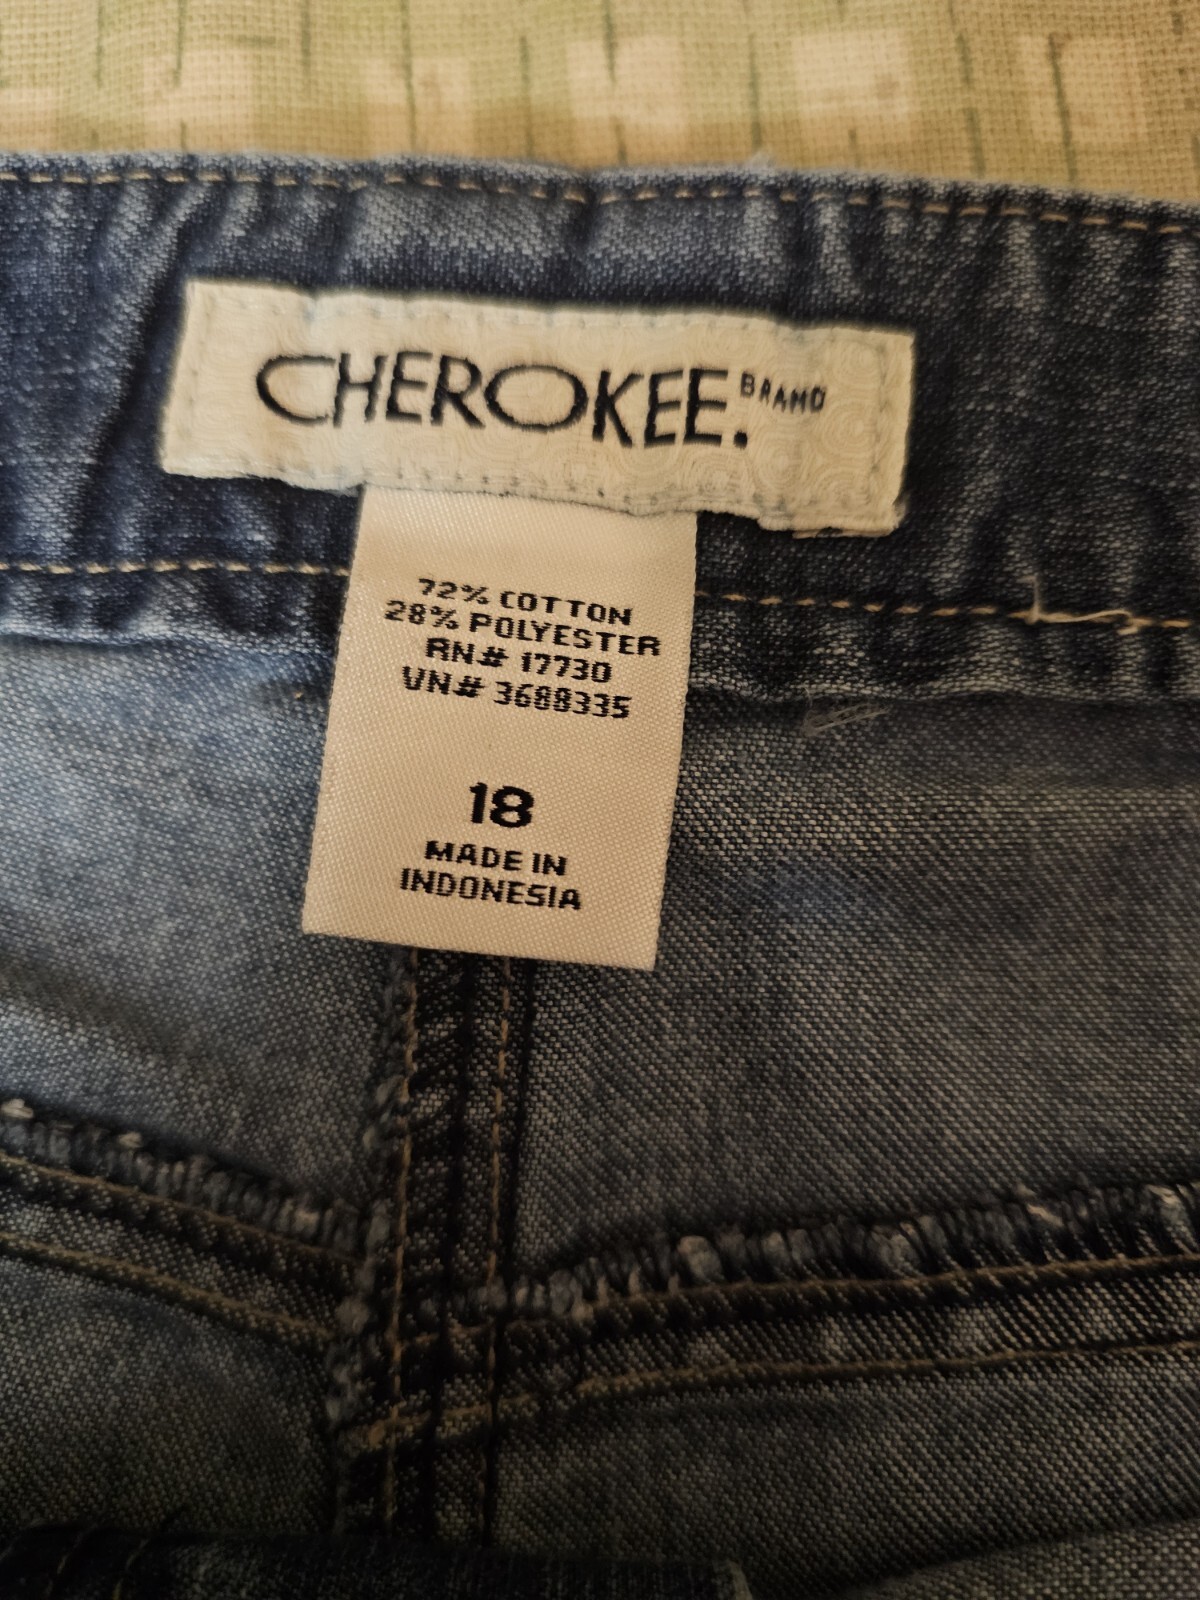 CHEROKEE. BRAND
72% COTTON
28% POLYESTER
RN# 17730
VN# 3688335
18
MADE IN
INDONESIA